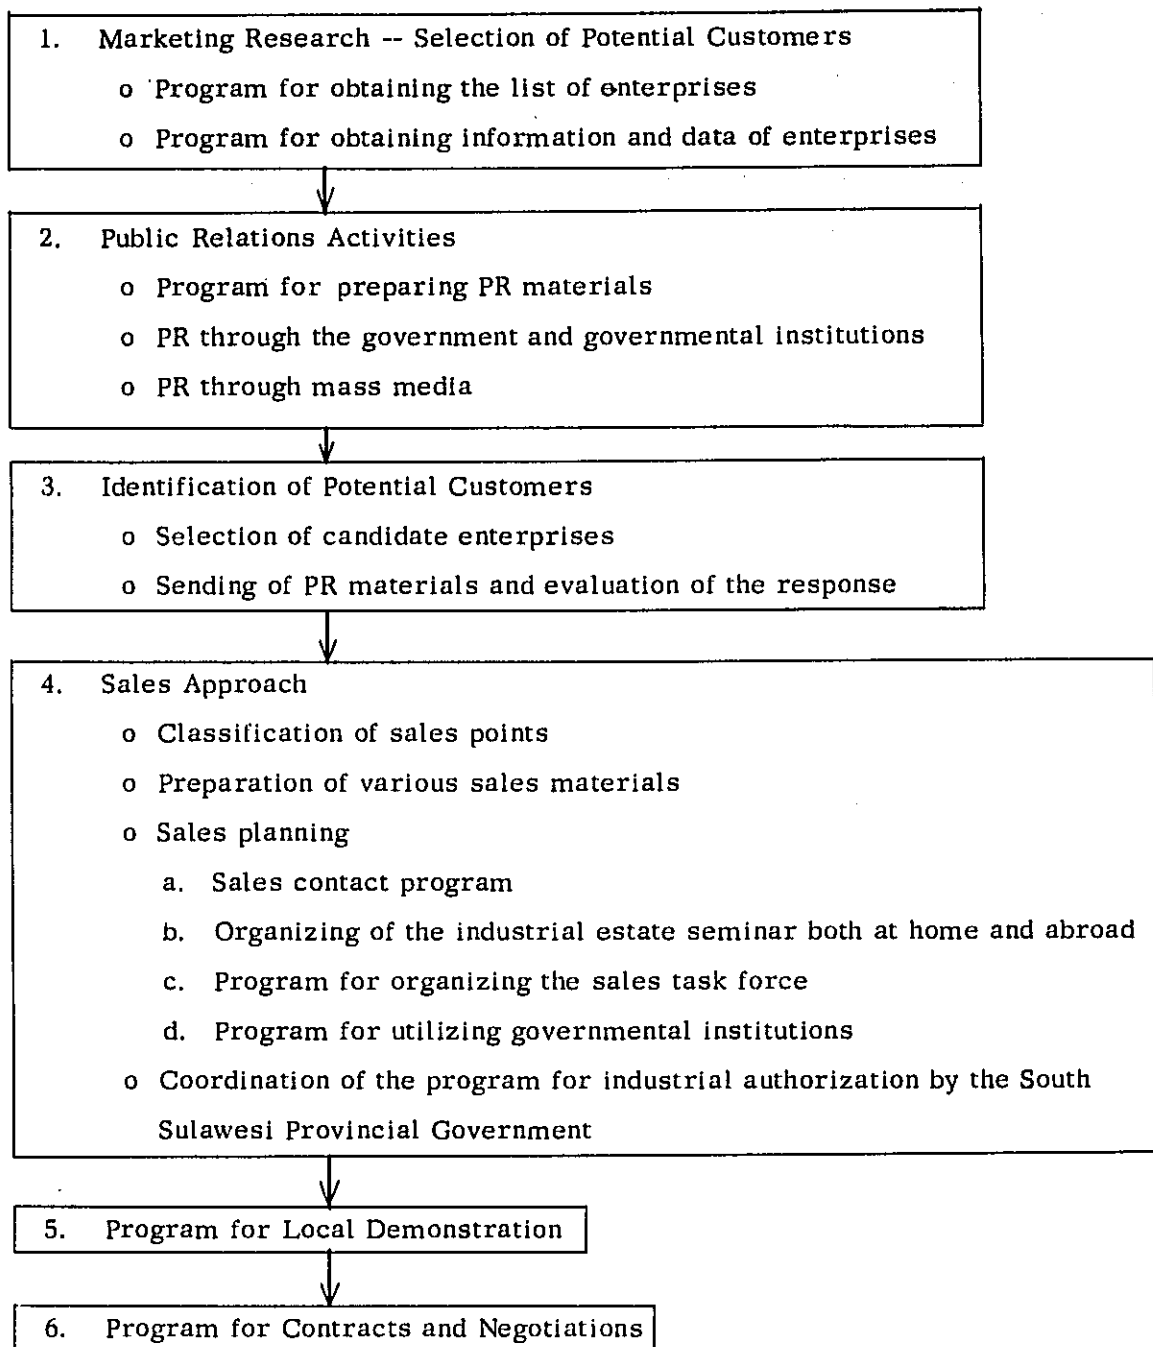 1. Marketing Research -- Selection of Potential Customers
o Program for obtaining the list of enterprises
o Program for obtaining information and data of enterprises
2. Public Relations Activities
o Program for preparing PR materials
o PR through the government and governmental institutions
o PR through mass media
3. Identification of Potential Customers
o Selection of candidate enterprises
o Sending of PR materials and evaluation of the response
4. Sales Approach
o Classification of sales points
o Preparation of various sales materials
o Sales planning
a. Sales contact program
b. Organizing of the industrial estate seminar both at home and abroad
c. Program for organizing the sales task force
d. Program for utilizing governmental institutions
o Coordination of the program for industrial authorization by the South
Sulawesi Provincial Government
5. Program for Local Demonstration
6. Program for Contracts and Negotiations